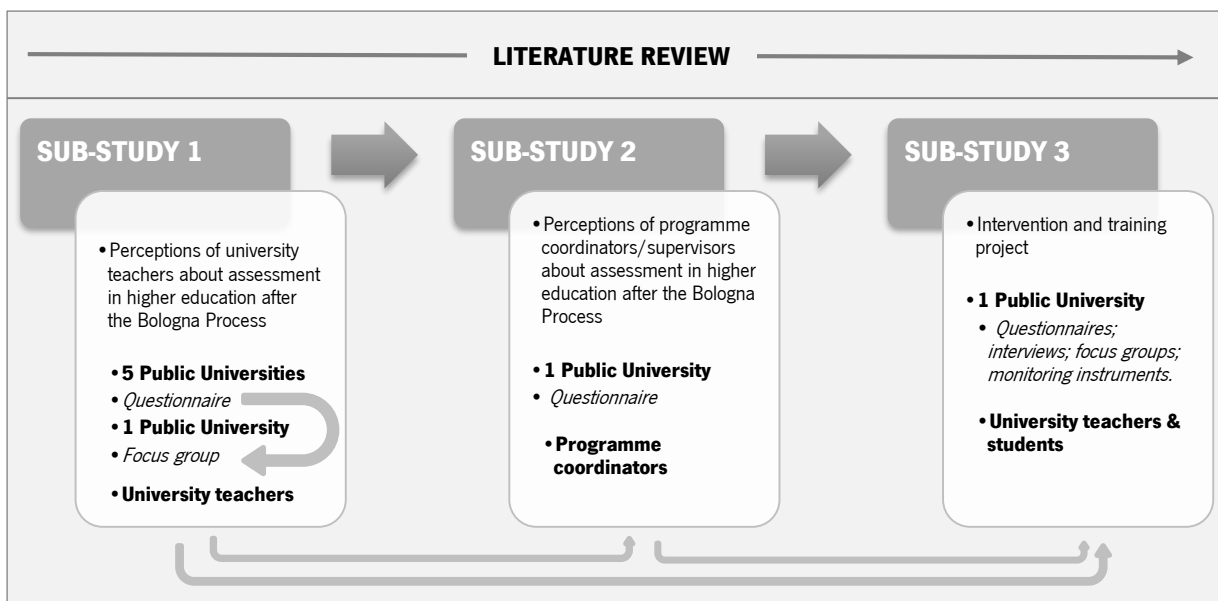 LITERATURE REVIEW
SUB-STUDY 1
• Perceptions of university
teachers about assessment
in higher education after
the Bologna Process
• 5 Public Universities
• Questionnaire
• 1 Public University
• Focus group
• University teachers
SUB-STUDY 2
• Perceptions of programme
coordinators/supervisors
about assessment in higher
education after the Bologna
Process
• 1 Public University
• Questionnaire
• Programme
coordinators
SUB-STUDY 3
• Intervention and training
project
• 1 Public University
• Questionnaires;
interviews; focus groups;
monitoring instruments.
• University teachers &
students